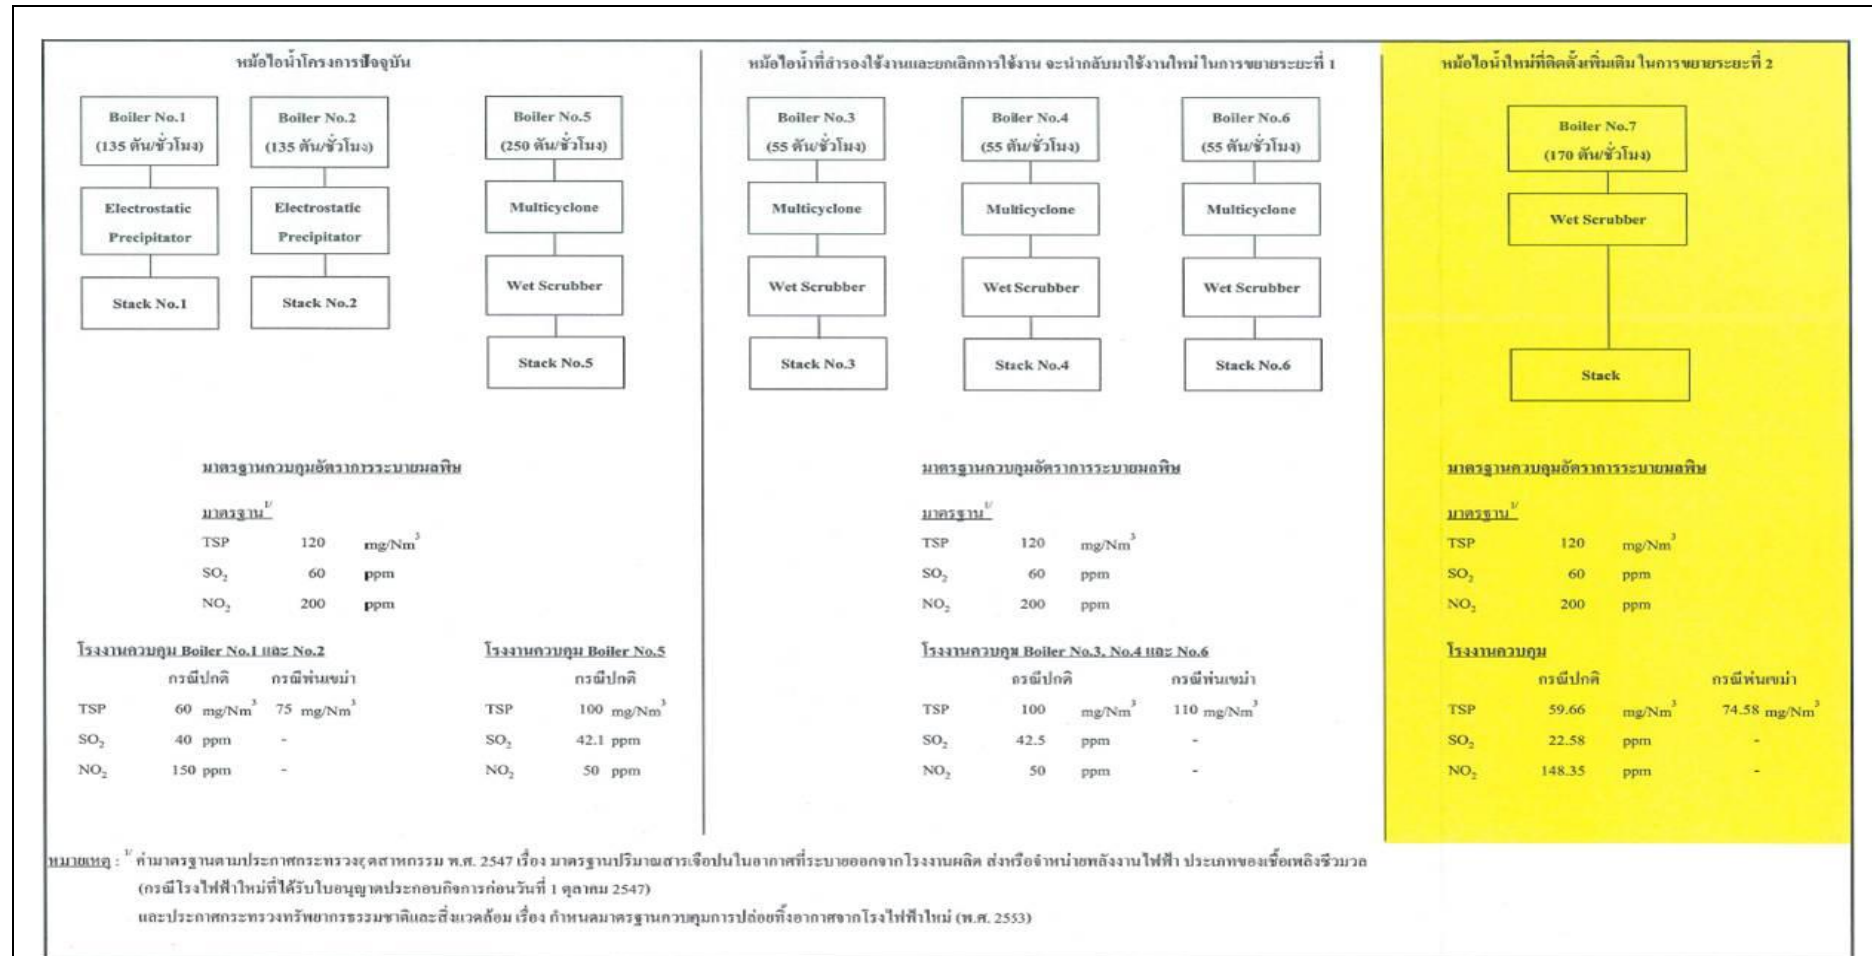 หม้อไอน้ำโครงการปัจจุบัน
Boiler No.1
(135 ตัน/ชั่วโมง)
Electrostatic
Precipitator
Stack No.1
Boiler No.2
(135 ตัน/ชั่วโมง)
Electrostatic
Precipitator
Stack No.2
Boiler No.5
(250 ตัน/ชั่วโมง)
Multicyclone
Wet Scrubber
Stack No.5
มาตรฐานควบคุมอัตราการระบายมลพิษ
มาตรฐาน 1/
TSP 120 mg/Nm3
SO2 60 ppm
NO2 200 ppm
โรงงานควบคุม Boiler No.1 และ No.2
กรณีปกติ กรณีพ่นเขม่า
TSP 60 mg/Nm3 75 mg/Nm3
SO2 40 ppm -
NO2 150 ppm -
โรงงานควบคุม Boiler No.5
กรณีปกติ
TSP 100 mg/Nm3
SO2 42.1 ppm
NO2 50 ppm
หม้อไอน้ำที่สำรองใช้งานและยกเลิกการใช้งาน จะนำกลับมาใช้งานใหม่ ในการขยายระยะที่ 1
Boiler No.3
(55 ตัน/ชั่วโมง)
Multicyclone
Wet Scrubber
Stack No.3
Boiler No.4
(55 ตัน/ชั่วโมง)
Multicyclone
Wet Scrubber
Stack No.4
Boiler No.6
(55 ตัน/ชั่วโมง)
Multicyclone
Wet Scrubber
Stack No.6
มาตรฐานควบคุมอัตราการระบายมลพิษ
มาตรฐาน 1/
TSP 120 mg/Nm3
SO2 60 ppm
NO2 200 ppm
โรงงานควบคุม Boiler No.3, No.4 และ No.6
กรณีปกติ กรณีพ่นเขม่า
TSP 100 mg/Nm3 110 mg/Nm3
SO2 42.5 ppm -
NO2 50 ppm -
หม้อไอน้ำใหม่ที่ติดตั้งเพิ่มเติม ในการขยายระยะที่ 2
Boiler No.7
(170 ตัน/ชั่วโมง)
Wet Scrubber
Stack
มาตรฐานควบคุมอัตราการระบายมลพิษ
มาตรฐาน 1/
TSP 120 mg/Nm3
SO2 60 ppm
NO2 200 ppm
โรงงานควบคุม
กรณีปกติ กรณีพ่นเขม่า
TSP 59.66 mg/Nm3 74.58 mg/Nm3
SO2 22.58 ppm -
NO2 148.35 ppm -
หมายเหตุ : 1/ ค่ามาตรฐานตามประกาศกระทรวงอุตสาหกรรม พ.ศ. 2547 เรื่อง มาตรฐานปริมาณสารเจือปนในอากาศที่ระบายออกจากโรงงานผลิต ส่งหรือจำหน่ายพลังงานไฟฟ้า ประเภทของเชื้อเพลิงชีวมวล
(กรณีโรงไฟฟ้าใหม่ที่ได้รับใบอนุญาตประกอบกิจการก่อนวันที่ 1 ตุลาคม 2547)
และประกาศกระทรวงทรัพยากรธรรมชาติและสิ่งแวดล้อม เรื่อง กำหนดมาตรฐานควบคุมการปล่อยทิ้งอากาศจากโรงไฟฟ้าใหม่ (พ.ศ. 2553)